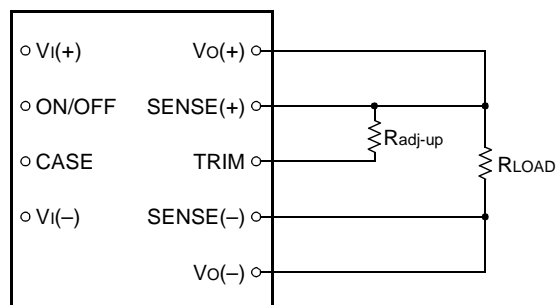 VI(+)
VO(+)
ON/OFF
SENSE(+)
Radj-up
CASE
TRIM
RLOAD
VI(–)
SENSE(–)
VO(–)